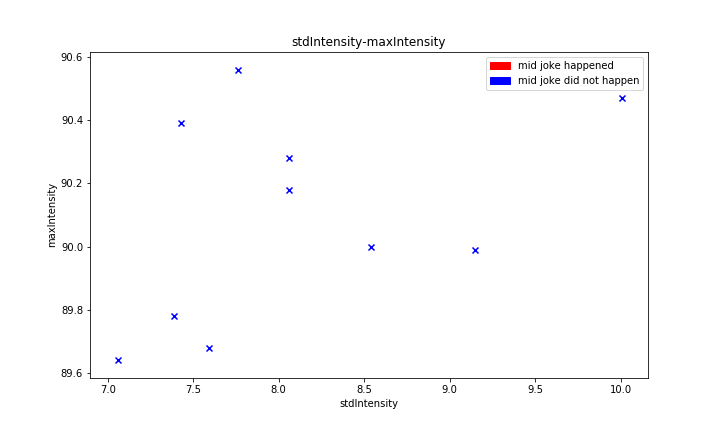 stdIntensity-maxIntensity
mid joke happened
mid joke did not happen
90.6
90.4
90.2
90.0
89.8
89.6
maxIntensity
7.0 7.5 8.0 8.5 9.0 9.5 10.0
stdIntensity